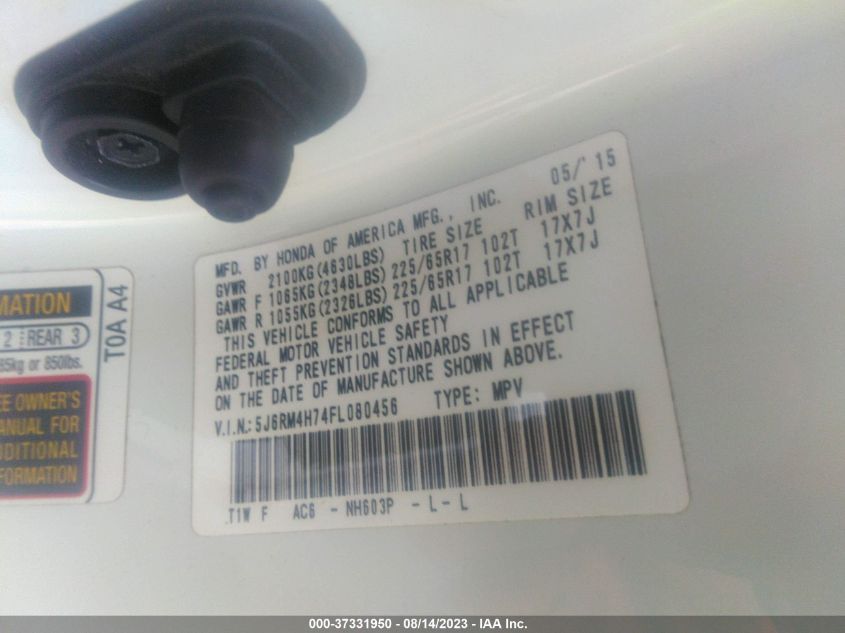 MFD. BY HONDA OF AMERICA MFG., INC. 05/'15
GVWR 2100KG(4630LBS) TIRE SIZE RIM SIZE
GAWR F 1065KG(2348LBS) 225/65R17 102T 17X7J
GAWR R 1055KG(2326LBS) 225/65R17 102T 17X7J
THIS VEHICLE CONFORMS TO ALL APPLICABLE
FEDERAL MOTOR VEHICLE SAFETY
AND THEFT PREVENTION STANDARDS IN EFFECT
ON THE DATE OF MANUFACTURE SHOWN ABOVE.
V.I.N.:5J6RM4H74FL080456 TYPE: MPV
T1W F AC6 - NH603P - L - L
MATION
2 REAR 3
85kg or 850lbs.
EE OWNER'S
ANUAL FOR
DDITIONAL
FORMATION
T0A A4
000-37331950 - 08/14/2023 - IAA Inc.